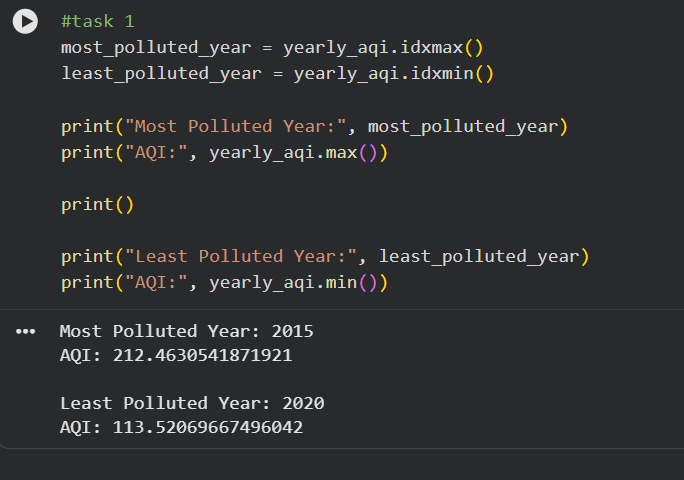 #task 1
most_polluted_year = yearly_aqi.idxmax()
least_polluted_year = yearly_aqi.idxmin()
print("Most Polluted Year:", most_polluted_year)
print("AQI:", yearly_aqi.max())
print()
print("Least Polluted Year:", least_polluted_year)
print("AQI:", yearly_aqi.min())
Most Polluted Year: 2015
AQI: 212.4630541871921
Least Polluted Year: 2020
AQI: 113.52069667496042